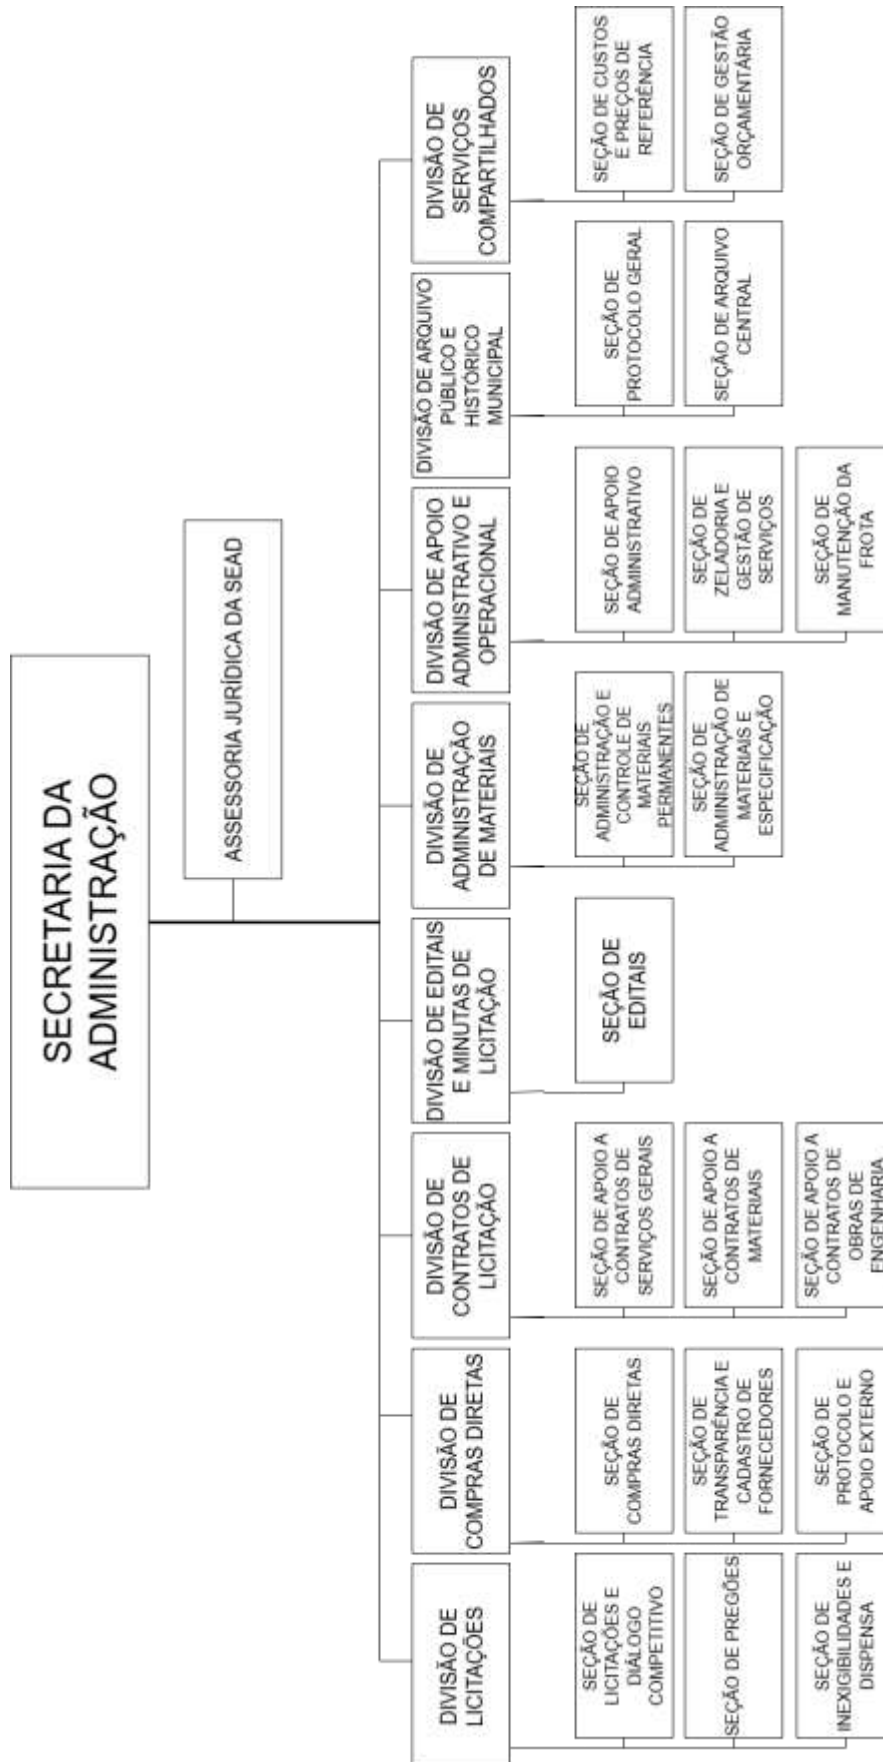 SECRETARIA DA
ADMINISTRAÇÃO
ASSESSORIA JURÍDICA DA SEAD
DIVISÃO DE
LICITAÇÕES
DIVISÃO DE
COMPRAS DIRETAS
DIVISÃO DE
CONTRATOS DE
LICITAÇÃO
DIVISÃO DE EDITAIS
E MINUTAS DE
LICITAÇÃO
DIVISÃO DE
ADMINISTRAÇÃO
DE MATERIAIS
DIVISÃO DE APOIO
ADMINISTRATIVO E
OPERACIONAL
DIVISÃO DE ARQUIVO
PÚBLICO E
HISTÓRICO
MUNICIPAL
DIVISÃO DE
SERVIÇOS
COMPARTILHADOS
SEÇÃO DE
LICITAÇÕES E
DIÁLOGO
COMPETITIVO
SEÇÃO DE
COMPRAS DIRETAS
SEÇÃO DE APOIO A
CONTRATOS DE
SERVIÇOS GERAIS
SEÇÃO DE
EDITAIS
SEÇÃO DE
ADMINISTRAÇÃO E
CONTROLE DE
MATERIAIS
PERMANENTES
SEÇÃO DE APOIO
ADMINISTRATIVO
SEÇÃO DE
PROTOCOLO GERAL
SEÇÃO DE CUSTOS
E PREÇOS DE
REFERÊNCIA
SEÇÃO DE PREGÕES
SEÇÃO DE
TRANSPARÊNCIA E
CADASTRO DE
FORNECEDORES
SEÇÃO DE APOIO A
CONTRATOS DE
MATERIAIS
SEÇÃO DE
ADMINISTRAÇÃO DE
MATERIAIS E
ESPECIFICAÇÃO
SEÇÃO DE
ZELADORIA E
GESTÃO DE
SERVIÇOS
SEÇÃO DE ARQUIVO
CENTRAL
SEÇÃO DE GESTÃO
ORÇAMENTÁRIA
SEÇÃO DE
INEXIGIBILIDADES E
DISPENSA
SEÇÃO DE
PROTOCOLO E
APOIO EXTERNO
SEÇÃO DE APOIO A
CONTRATOS DE
OBRAS DE
ENGENHARIA
SEÇÃO DE
MANUTENÇÃO DA
FROTA